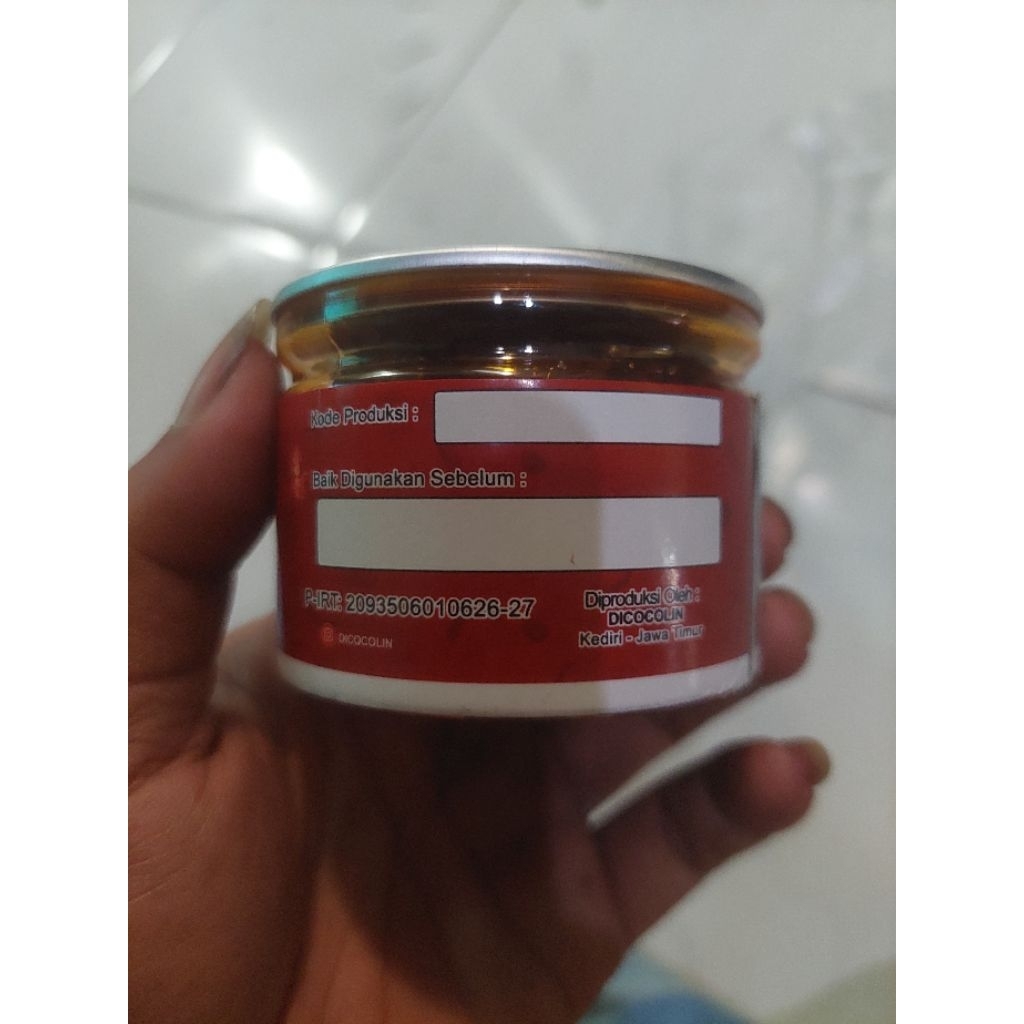 Kode Produksi :
Baik Digunakan Sebelum :
P-IRT: 2093506010626-27
DICOCOLIN
Diproduksi Oleh :
DICOCOLIN
Kediri - Jawa Timur